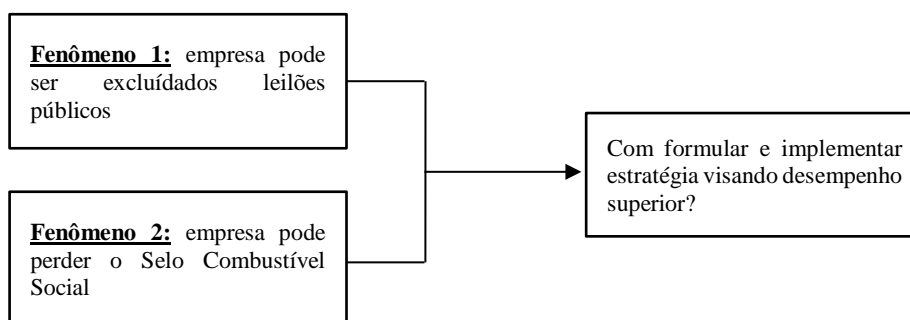 Fenômeno 1: empresa pode
ser excluídados leilões
públicos
Com formular e implementar
estratégia visando desempenho
superior?
Fenômeno 2: empresa pode
perder o Selo Combustível
Social